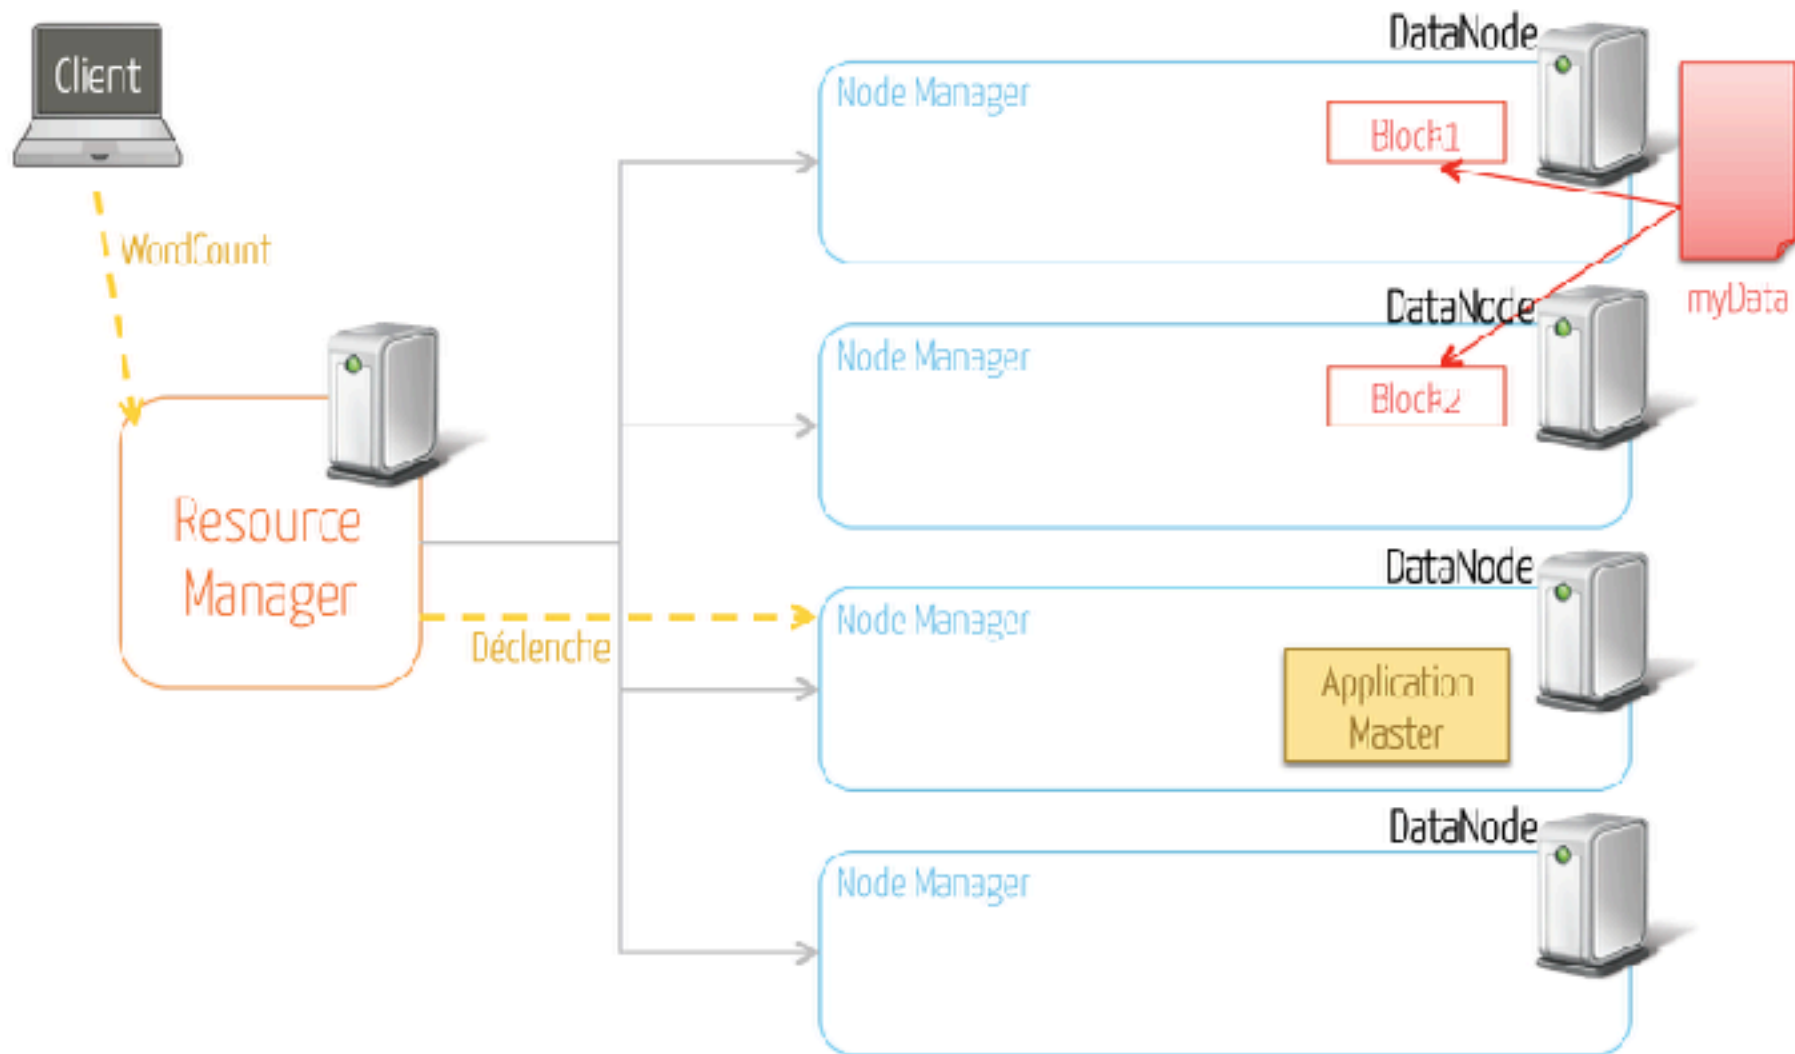 Client
DataNode
Node Manager
Block1
WordCount
myData
DataNode
Node Manager
Block2
Resource
Manager
DataNode
Node Manager
Déclenche
Application
Master
DataNode
Node Manager